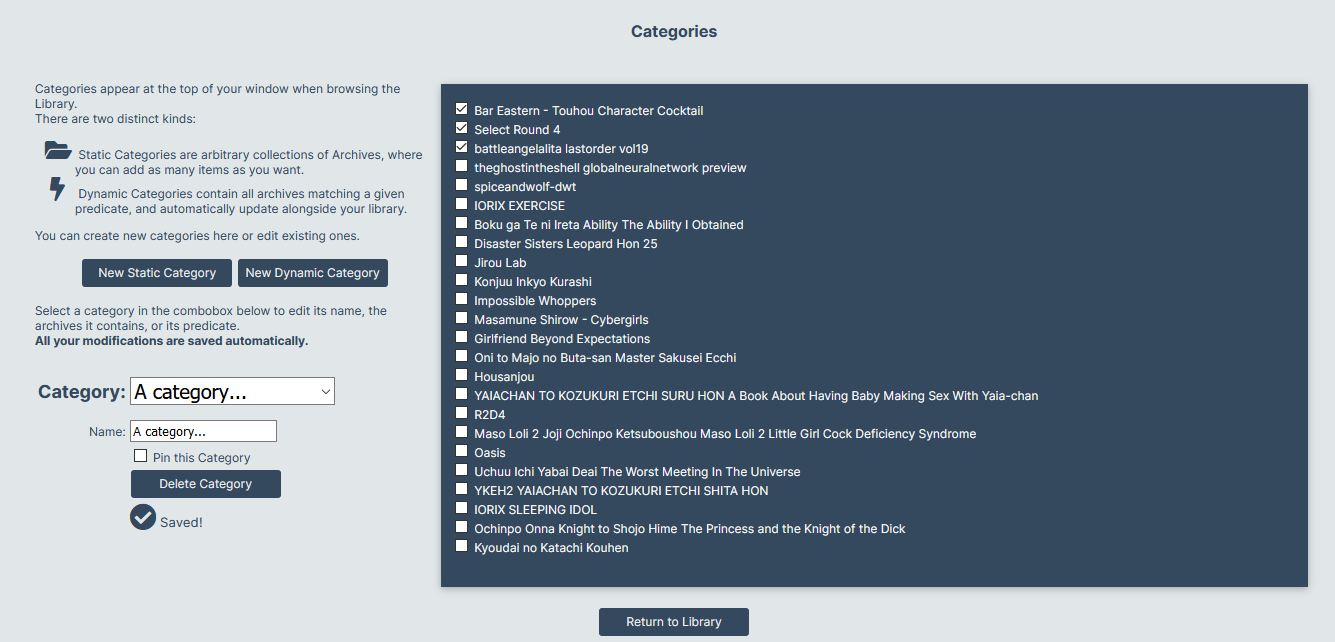 Categories
Categories appear at the top of your window when browsing the
Library.
There are two distinct kinds:
Static Categories are arbitrary collections of Archives, where
you can add as many items as you want.
Dynamic Categories contain all archives matching a given
predicate, and automatically update alongside your library.
You can create new categories here or edit existing ones.
New Static Category
New Dynamic Category
Select a category in the combobox below to edit its name, the
archives it contains, or its predicate.
All your modifications are saved automatically.
Category: A category...
Name: A category...
Pin this Category
Delete Category
Saved!
Bar Eastern - Touhou Character Cocktail
Select Round 4
battleangelalita lastorder vol19
theghostintheshell globalneuralnetwork preview
spiceandwolf-dwt
IORIX EXERCISE
Boku ga Te ni Ireta Ability The Ability I Obtained
Disaster Sisters Leopard Hon 25
Jirou Lab
Konjuu Inkyo Kurashi
Impossible Whoppers
Masamune Shirow - Cybergirls
Girlfriend Beyond Expectations
Oni to Majo no Buta-san Master Sakusei Ecchi
Housanjou
YAIACHAN TO KOZUKURI ETCHI SURU HON A Book About Having Baby Making Sex With Yaia-chan
R2D4
Maso Loli 2 Joji Ochinpo Ketsuboushou Maso Loli 2 Little Girl Cock Deficiency Syndrome
Oasis
Uchuu Ichi Yabai Deai The Worst Meeting In The Universe
YKEH2 YAIACHAN TO KOZUKURI ETCHI SHITA HON
IORIX SLEEPING IDOL
Ochinpo Onna Knight to Shojo Hime The Princess and the Knight of the Dick
Kyoudai no Katachi Kouhen
Return to Library